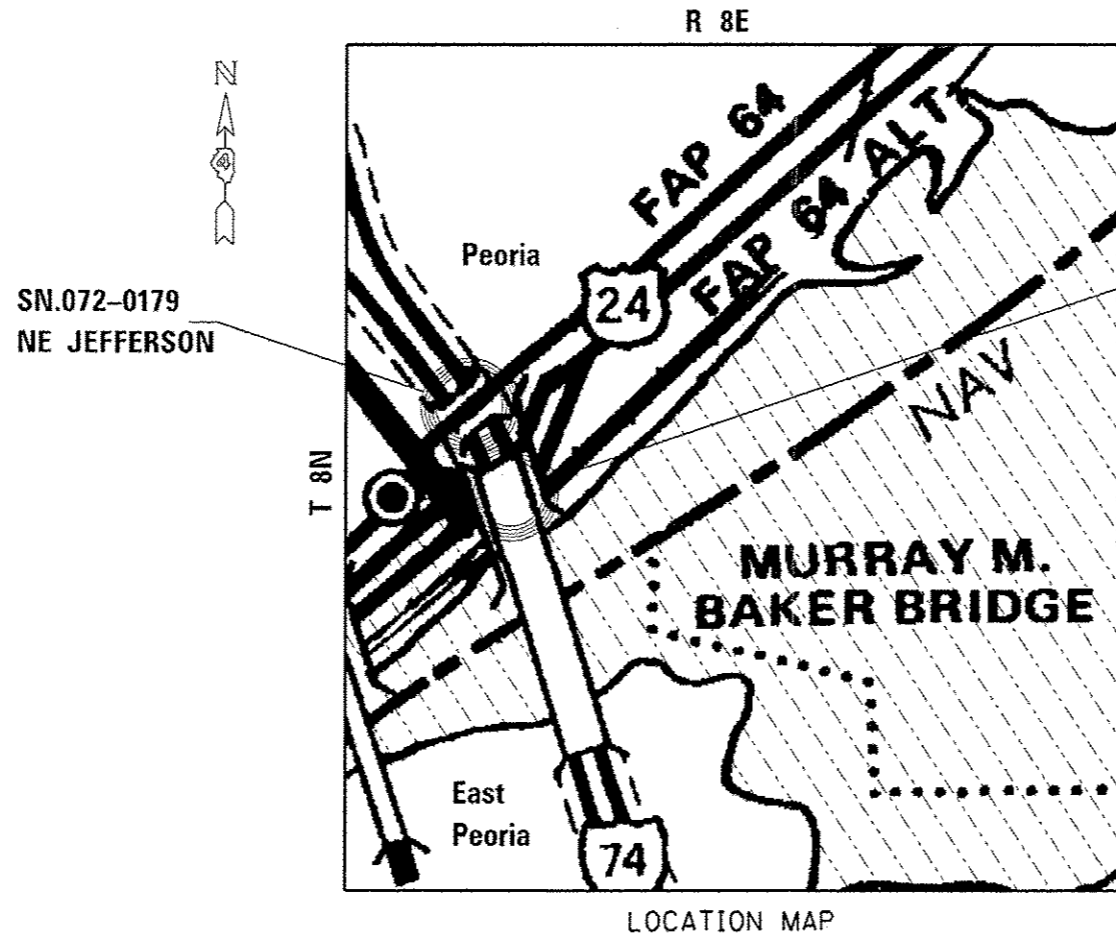 R 8E
N
4
FAP 64
FAP 64 ALT.
Peoria
24
SN.072-0179
NE JEFFERSON
NAV
T 8N
MURRAY M.
BAKER BRIDGE
East
Peoria
74
LOCATION MAP